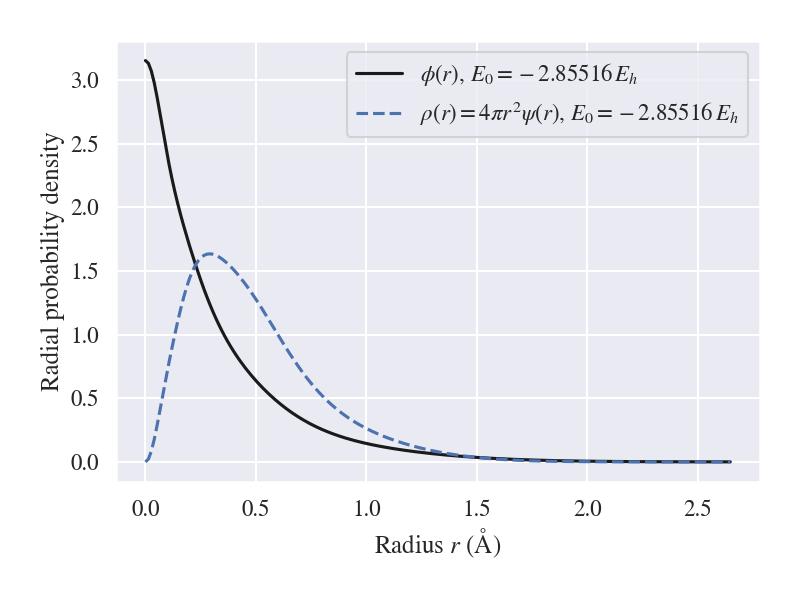 ϕ(r), E₀ = −2.85516 Eₕ
ρ(r) = 4πr²ψ(r), E₀ = −2.85516 Eₕ
Radial probability density
3.0
2.5
2.0
1.5
1.0
0.5
0.0
0.0 0.5 1.0 1.5 2.0 2.5
Radius r (Å)